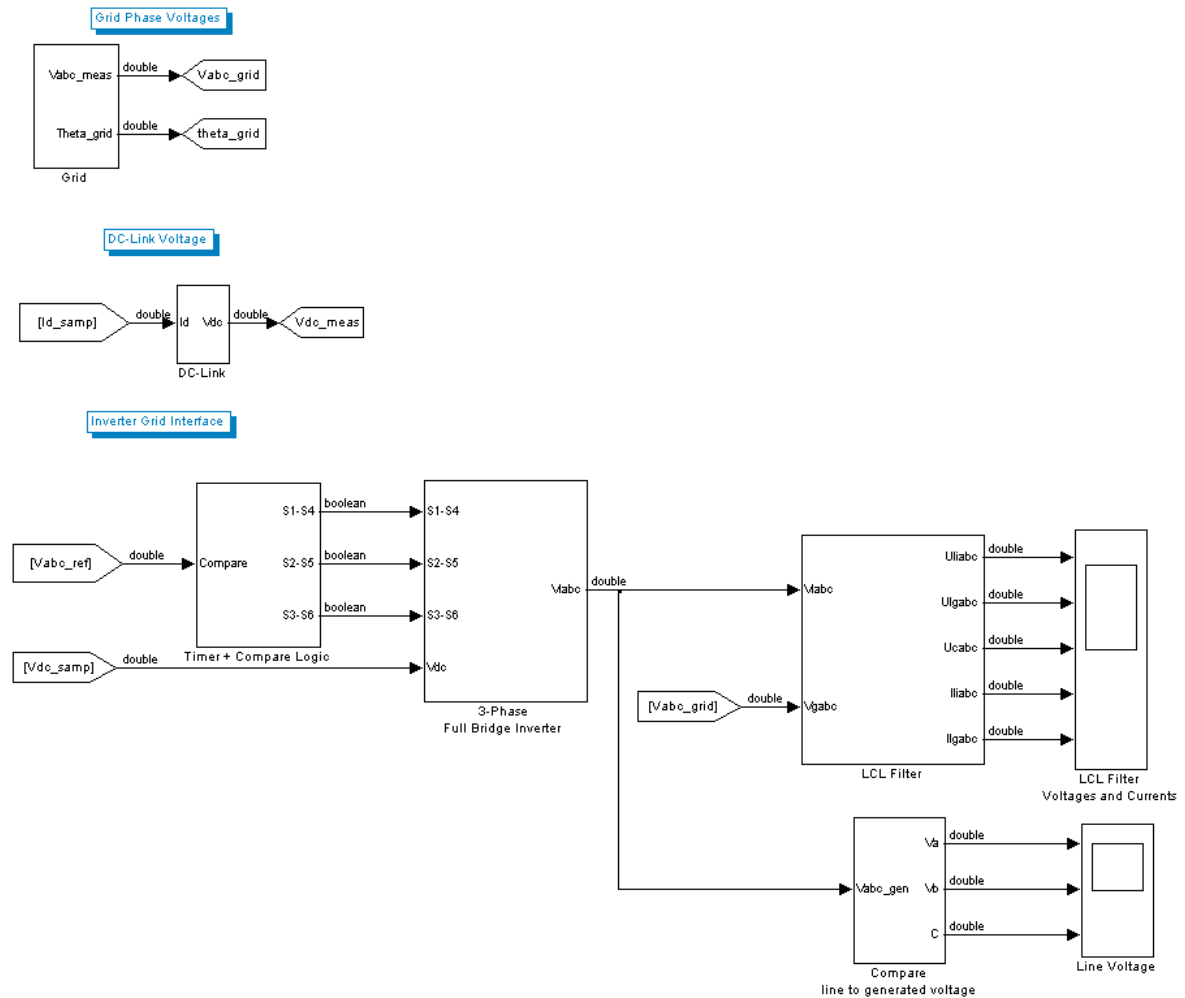 Grid Phase Voltages
Vabc_meas
double
Vabc_grid
Theta_grid
double
theta_grid
Grid
DC-Link Voltage
[Id_samp]
double
Id
Vdc
double
Vdc_meas
DC-Link
Inverter Grid Interface
[Vabc_ref]
double
Compare
S1-S4
S2-S5
S3-S6
Timer + Compare Logic
boolean
boolean
boolean
[Vdc_samp]
double
S1-S4
S2-S5
S3-S6
Vdc
Viabc
3-Phase
Full Bridge Inverter
double
[Vabc_grid]
double
Viabc
Vgabc
Uliabc
Ulgabc
Ucabc
Iliabc
Ilgabc
LCL Filter
double
double
double
double
double
LCL Filter
Voltages and Currents
Vabc_gen
Va
Vb
C
Compare
line to generated voltage
double
double
double
Line Voltage